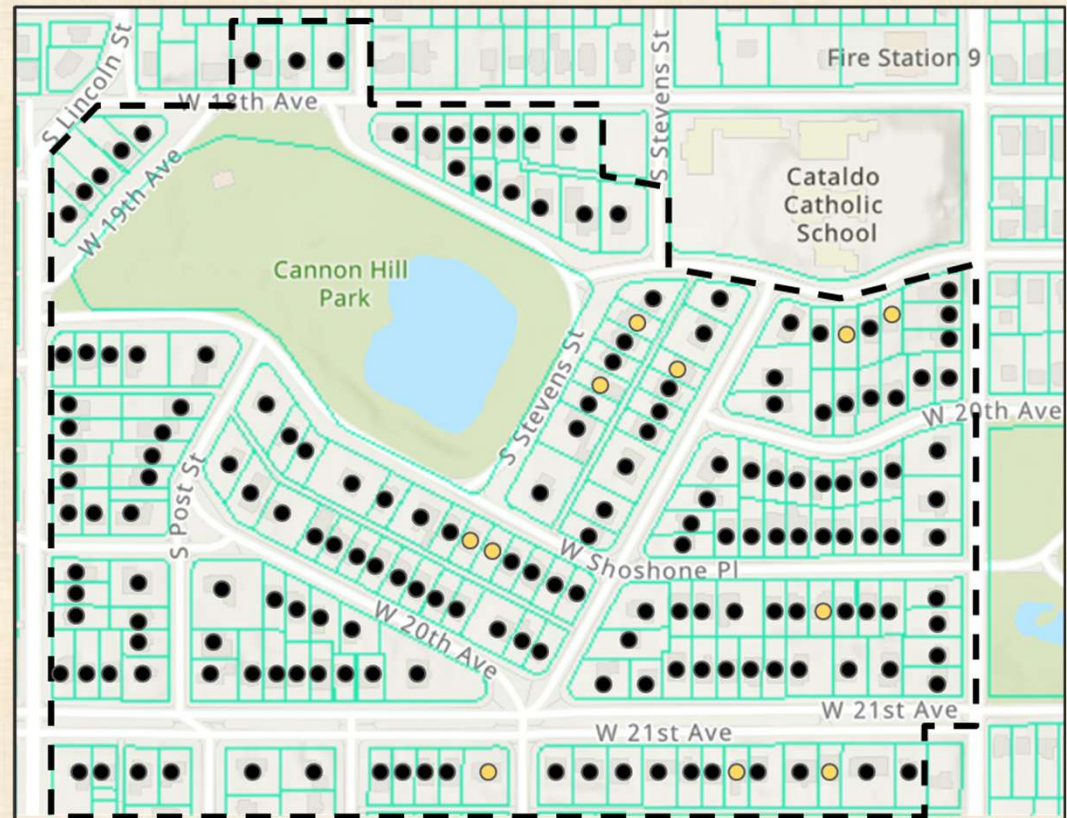 S Lincoln St
S Stevens St
Fire Station 9
W 18th Ave
W 19th Ave
Cataldo
Catholic
School
Cannon Hill
Park
S Stevens St
W 20th Ave
S Post St
W Shoshone Pl
W 20th Ave
W 21st Ave
W 21st Ave